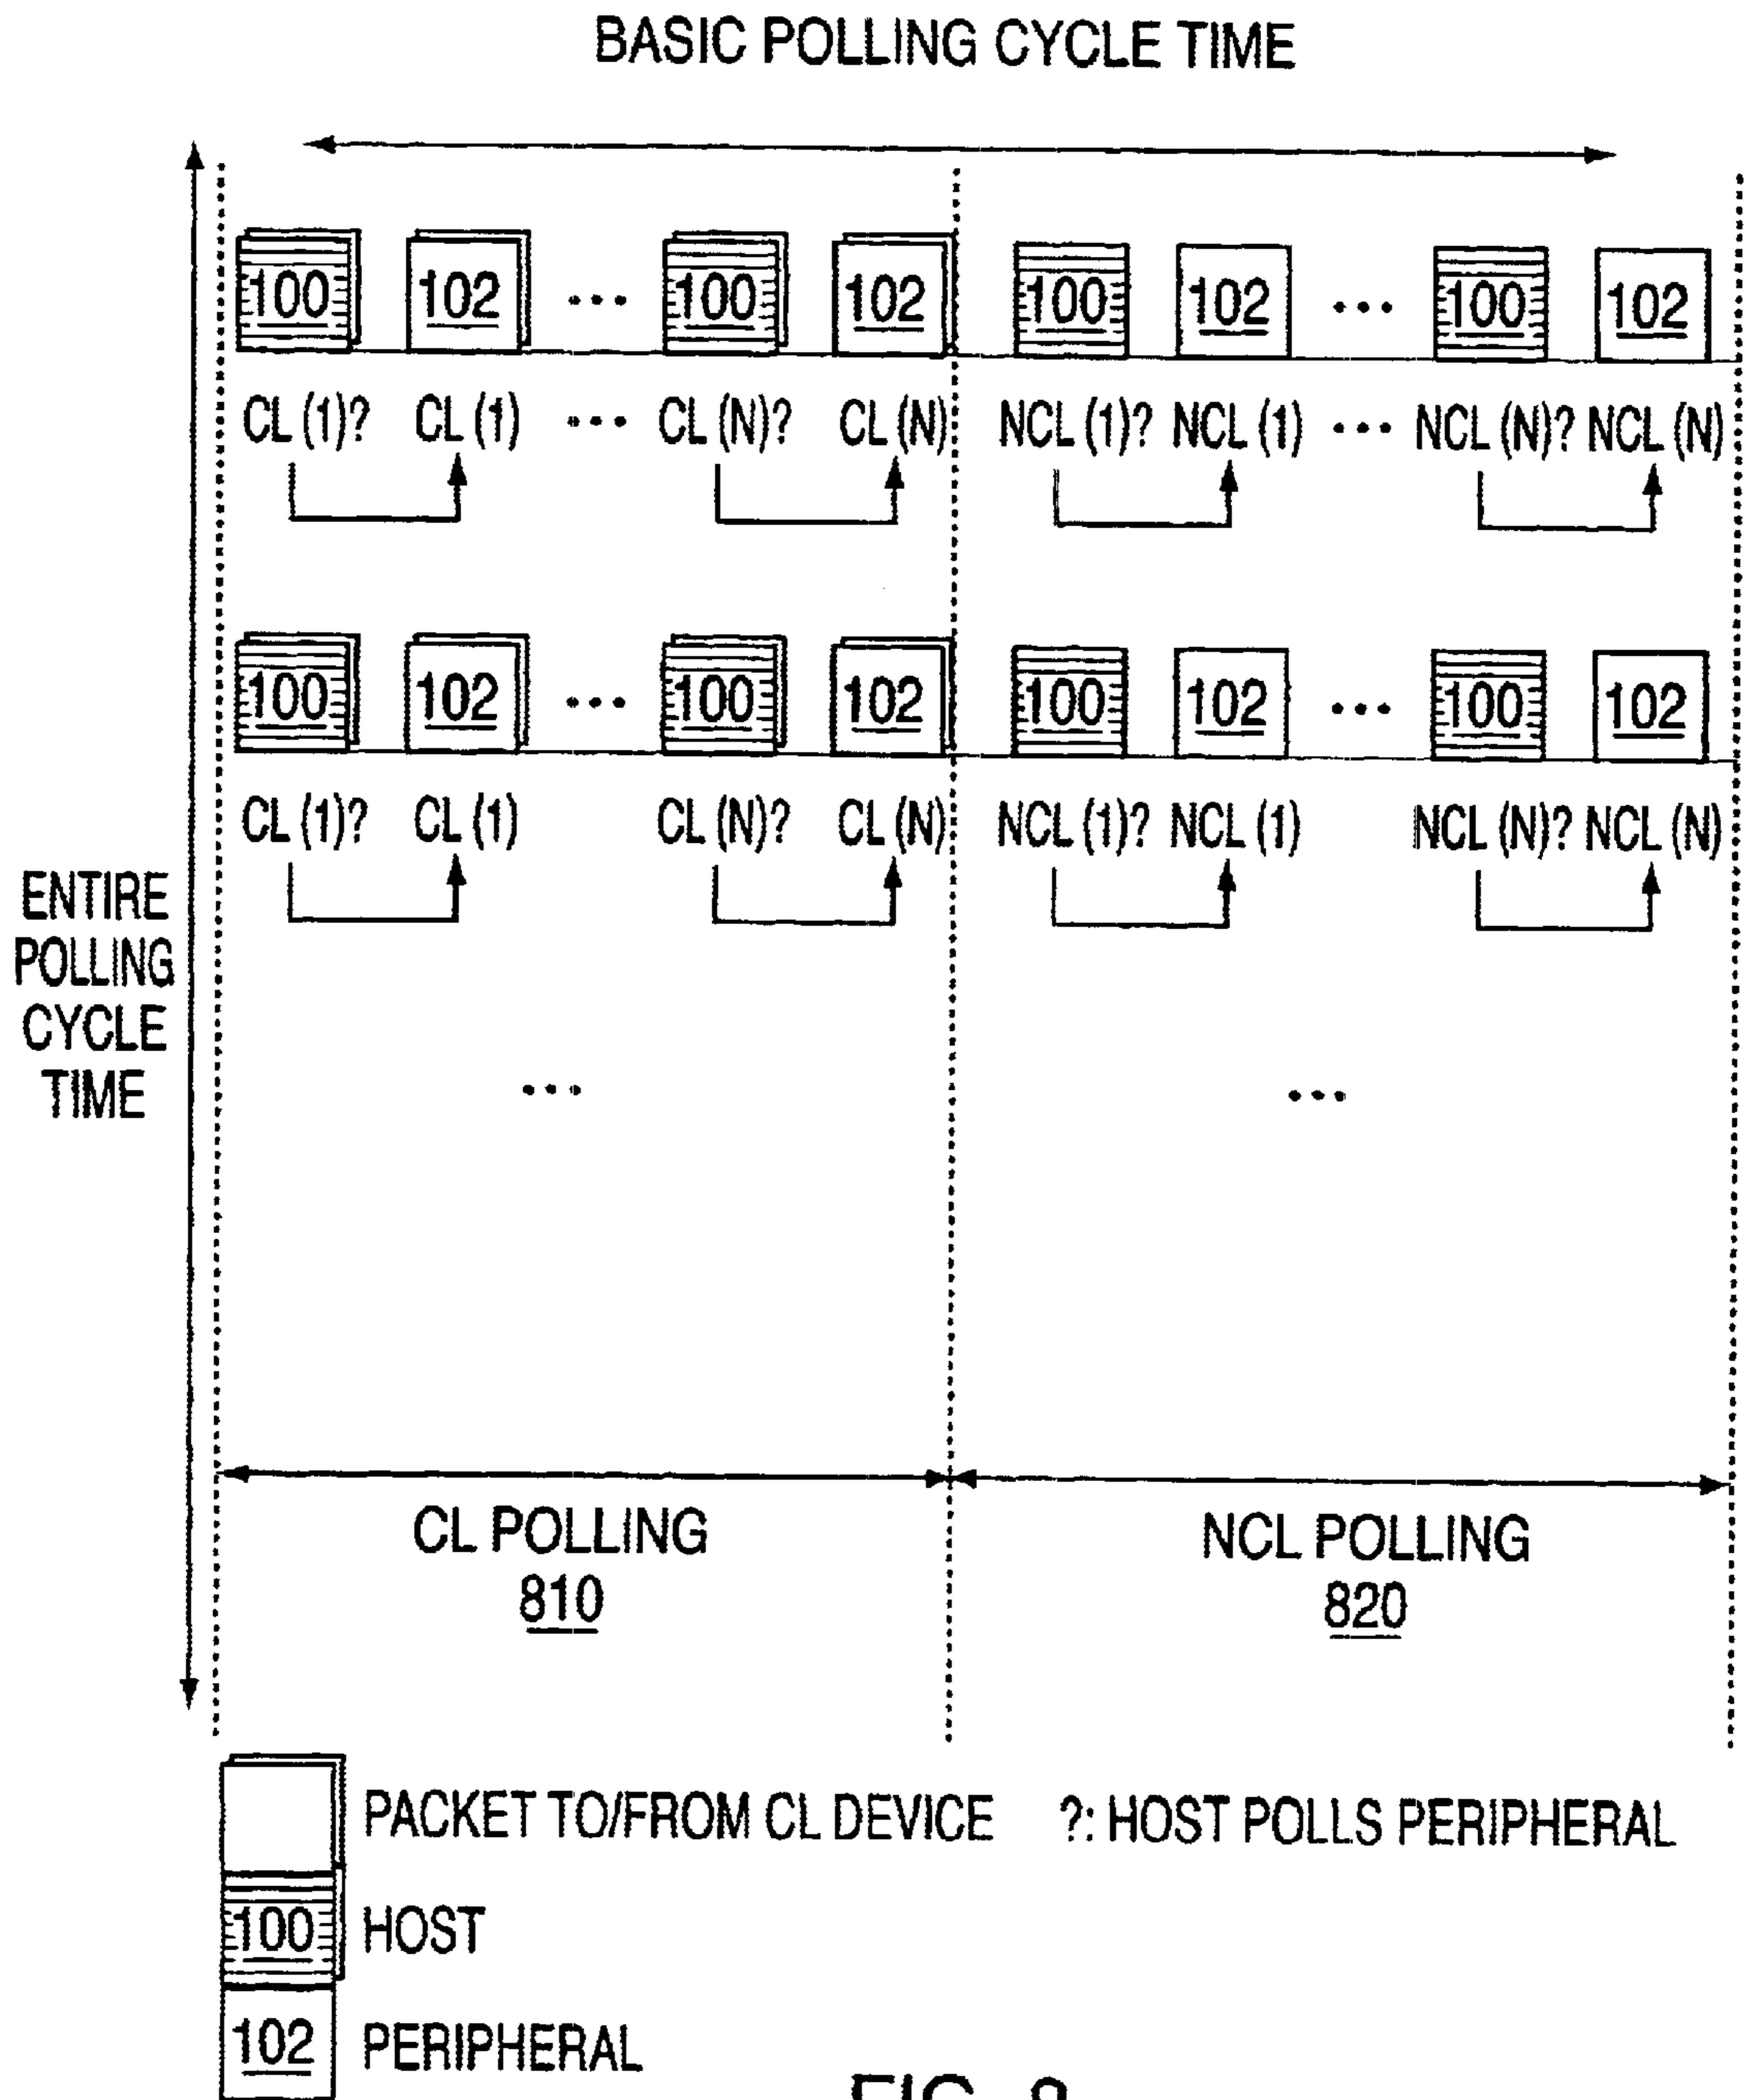 BASIC POLLING CYCLE TIME
100 102 ... 100 102 100 102 ... 100 102
CL (1)? CL (1) ... CL (N)? CL (N) NCL (1)? NCL (1) ... NCL (N)? NCL (N)
100 102 ... 100 102 100 102 ... 100 102
CL (1)? CL (1) CL (N)? CL (N) NCL (1)? NCL (1) NCL (N)? NCL (N)
ENTIRE
POLLING
CYCLE
TIME
... ...
CL POLLING
810
NCL POLLING
820
PACKET TO/FROM CL DEVICE ?: HOST POLLS PERIPHERAL
100 HOST
102 PERIPHERAL